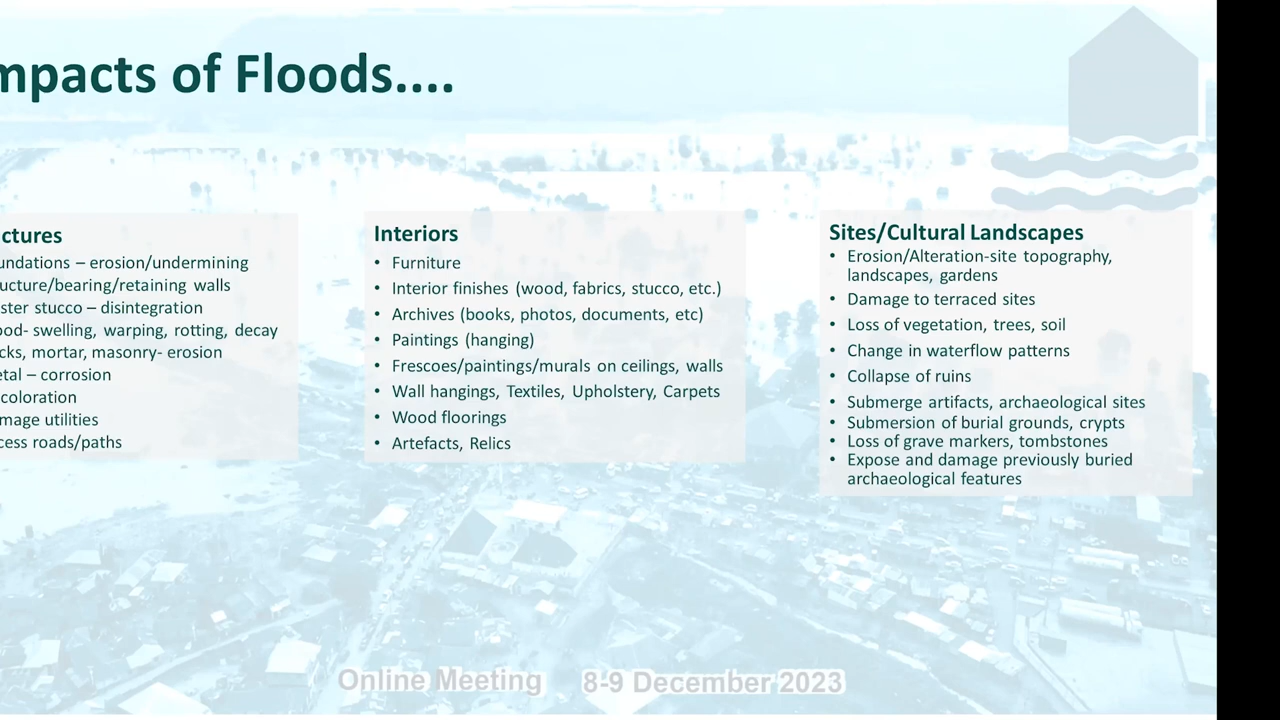 mpacts of Floods....
ctures
undations – erosion/undermining
ucture/bearing/retaining walls
ster stucco – disintegration
ood- swelling, warping, rotting, decay
cks, mortar, masonry- erosion
etal – corrosion
coloration
mage utilities
cess roads/paths
Interiors
• Furniture
• Interior finishes (wood, fabrics, stucco, etc.)
• Archives (books, photos, documents, etc)
• Paintings (hanging)
• Frescoes/paintings/murals on ceilings, walls
• Wall hangings, Textiles, Upholstery, Carpets
• Wood floorings
• Artefacts, Relics
Sites/Cultural Landscapes
• Erosion/Alteration-site topography,
landscapes, gardens
• Damage to terraced sites
• Loss of vegetation, trees, soil
• Change in waterflow patterns
• Collapse of ruins
• Submerge artifacts, archaeological sites
• Submersion of burial grounds, crypts
• Loss of grave markers, tombstones
• Expose and damage previously buried
archaeological features
Online Meeting 8-9 December 2023